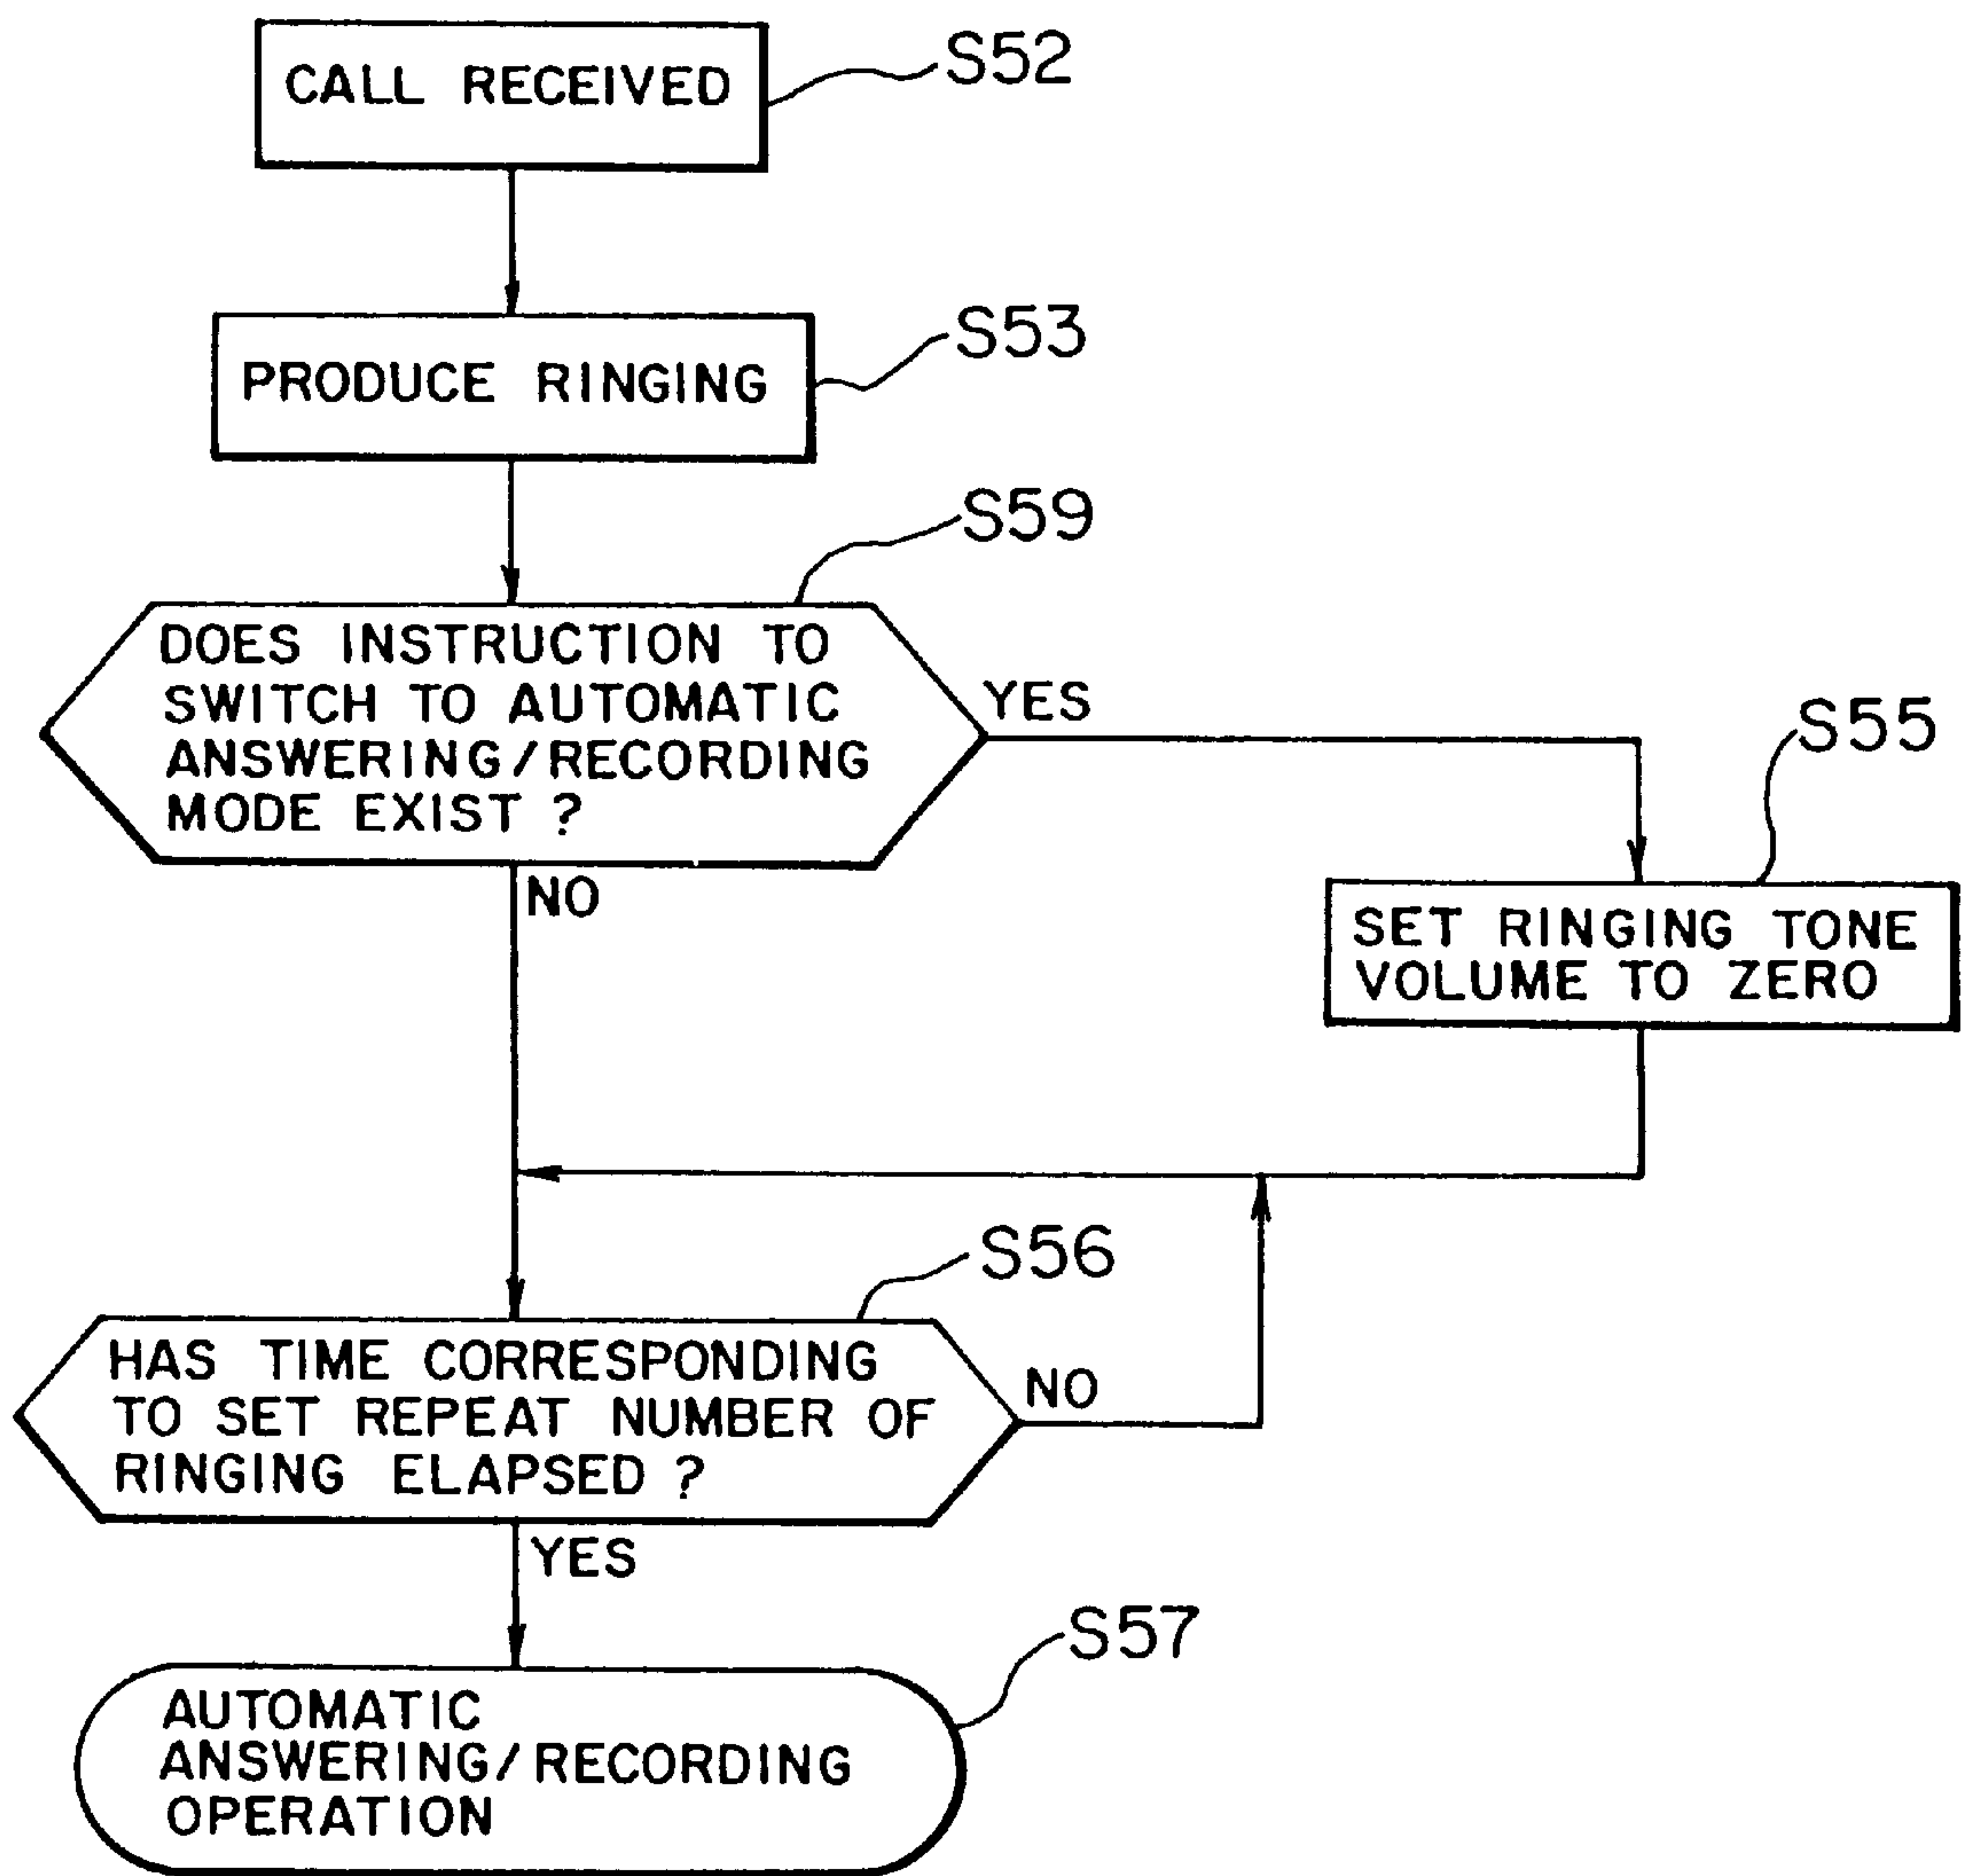 CALL RECEIVED
S52
PRODUCE RINGING
S53
S59
DOES INSTRUCTION TO
SWITCH TO AUTOMATIC
ANSWERING/RECORDING
MODE EXIST ?
YES
NO
S55
SET RINGING TONE
VOLUME TO ZERO
S56
HAS TIME CORRESPONDING
TO SET REPEAT NUMBER OF
RINGING ELAPSED ?
NO
YES
S57
AUTOMATIC
ANSWERING/RECORDING
OPERATION